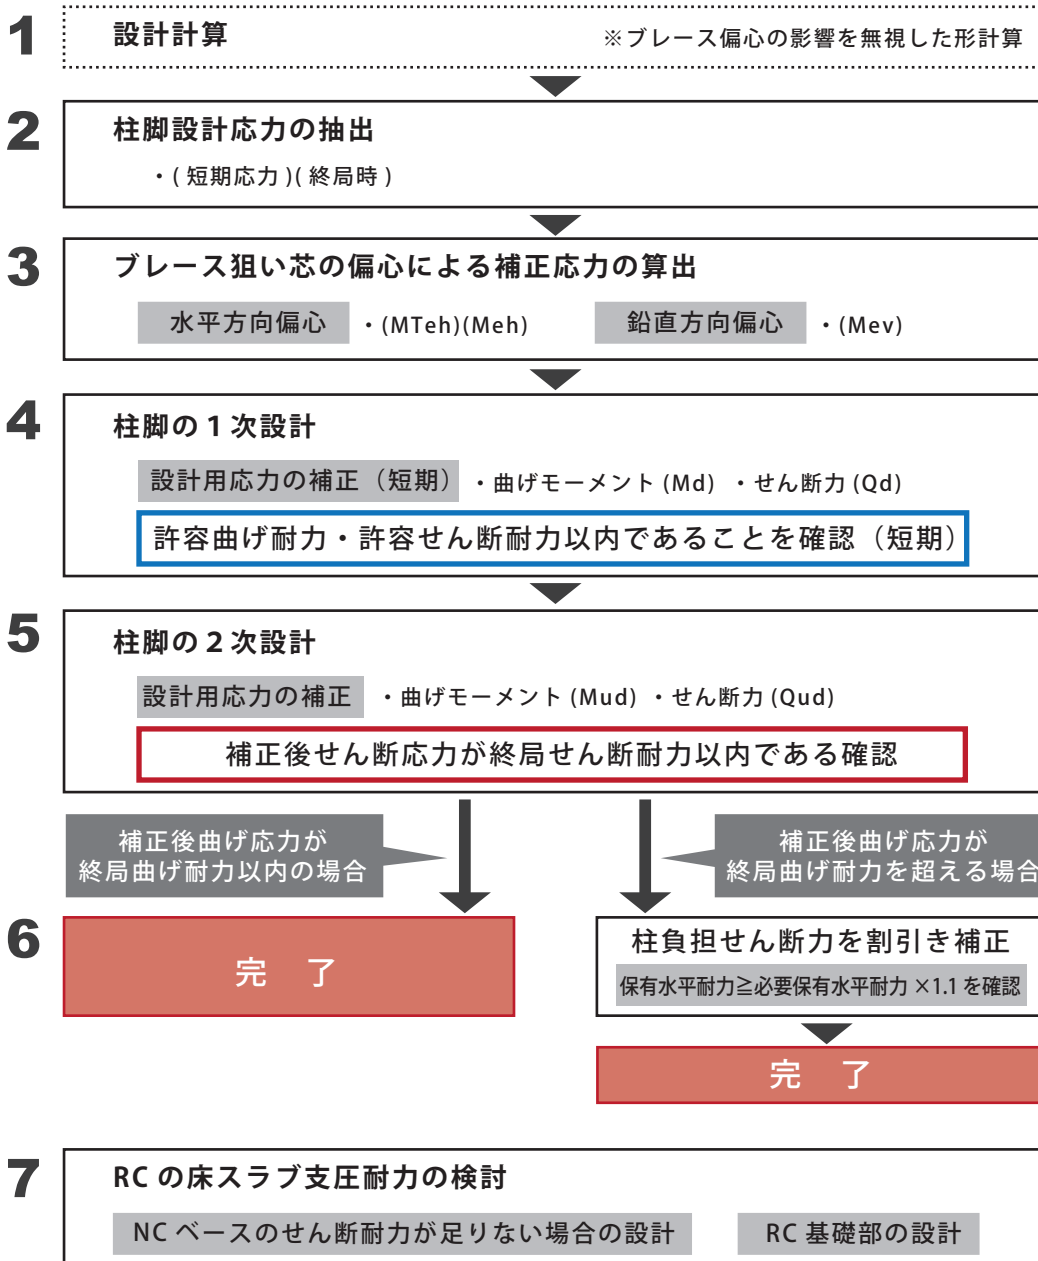 1
設計計算
※ブレース偏心の影響を無視した形計算
2
柱脚設計応力の抽出
・( 短期応力 )( 終局時 )
3
ブレース狙い芯の偏心による補正応力の算出
水平方向偏心 ・(MTeh)(Meh) 鉛直方向偏心 ・(Mev)
4
柱脚の 1 次設計
設計用応力の補正（短期） ・曲げモーメント (Md) ・せん断力 (Qd)
許容曲げ耐力・許容せん断耐力以内であることを確認（短期）
5
柱脚の 2 次設計
設計用応力の補正 ・曲げモーメント (Mud) ・せん断力 (Qud)
補正後せん断応力が終局せん断耐力以内である確認
補正後曲げ応力が
終局曲げ耐力以内の場合
補正後曲げ応力が
終局曲げ耐力を超える場合
6
完 了
柱負担せん断力を割引き補正
保有水平耐力≧必要保有水平耐力 ×1.1 を確認
完 了
7
RC の床スラブ支圧耐力の検討
NC ベースのせん断耐力が足りない場合の設計 RC 基礎部の設計